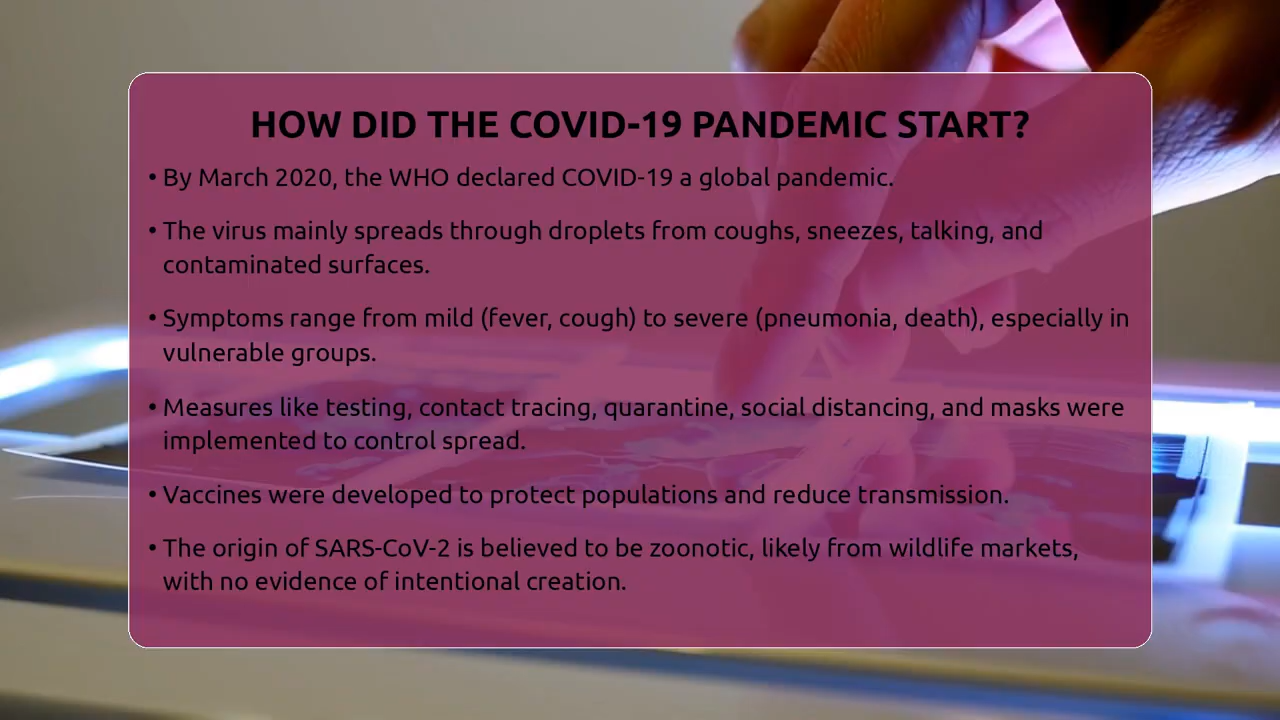 HOW DID THE COVID-19 PANDEMIC START?
• By March 2020, the WHO declared COVID-19 a global pandemic.
• The virus mainly spreads through droplets from coughs, sneezes, talking, and
contaminated surfaces.
• Symptoms range from mild (fever, cough) to severe (pneumonia, death), especially in
vulnerable groups.
• Measures like testing, contact tracing, quarantine, social distancing, and masks were
implemented to control spread.
• Vaccines were developed to protect populations and reduce transmission.
• The origin of SARS-CoV-2 is believed to be zoonotic, likely from wildlife markets,
with no evidence of intentional creation.